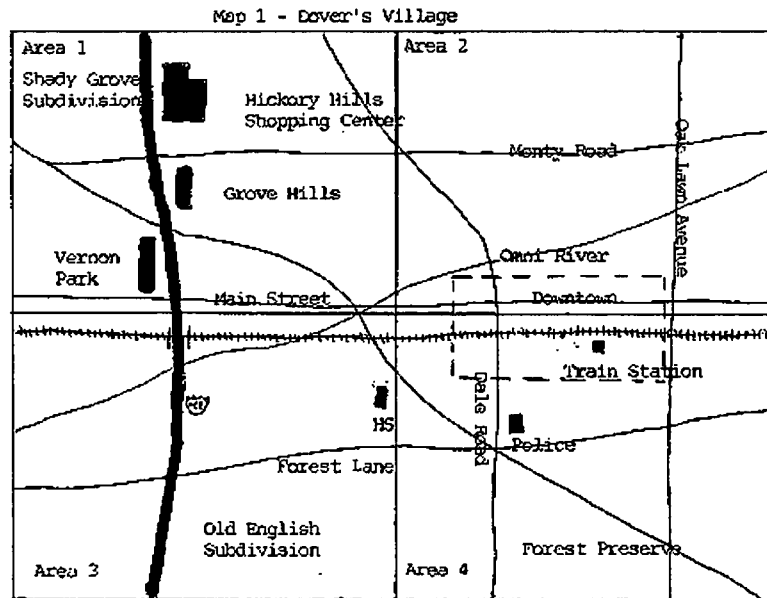 Map 1 - Dover's Village
Area 1
Area 2
Shady Grove
Subdivision
Hickory Hills
Shopping Center
Oak Lawn Avenue
Monty Road
Grove Hills
Vernon
Park
Omni River
Main Street
Downtown
Train Station
HS
Dale Road
Police
Forest Lane
Old English
Subdivision
Forest Preserve
Area 3
Area 4